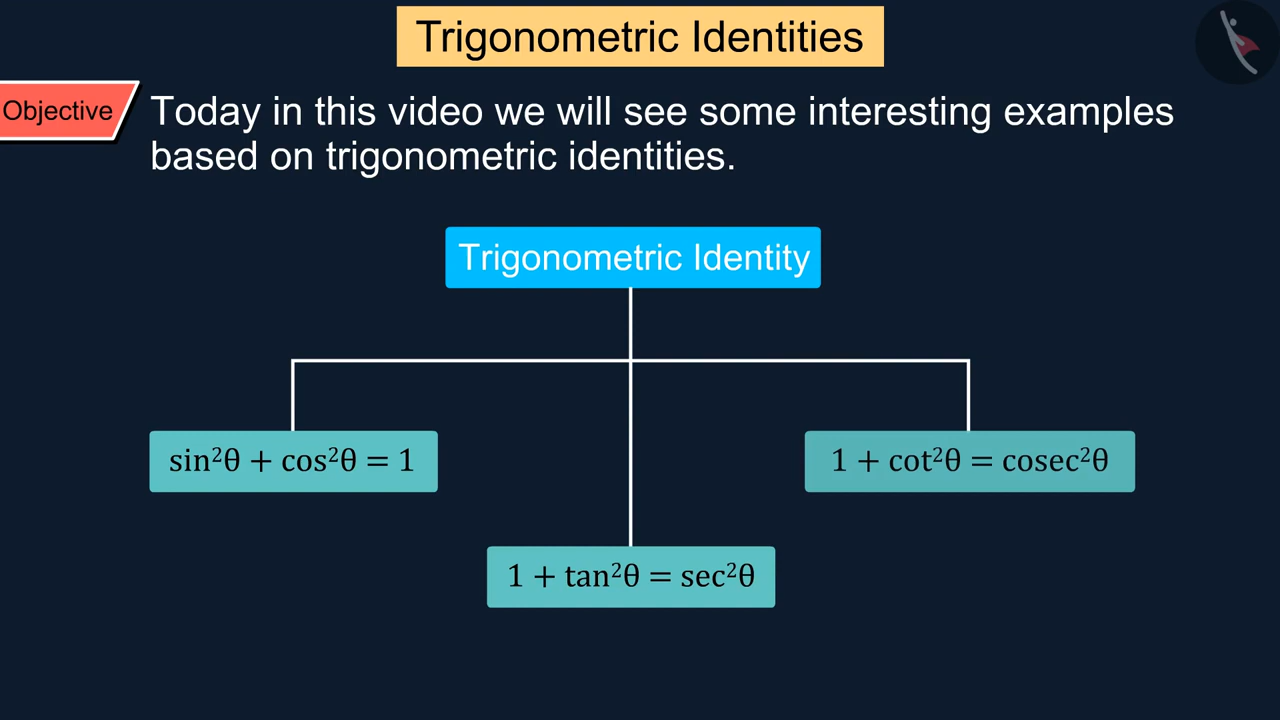 Trigonometric Identities
Objective
Today in this video we will see some interesting examples
based on trigonometric identities.
Trigonometric Identity
sin²θ + cos²θ = 1
1 + cot²θ = cosec²θ
1 + tan²θ = sec²θ